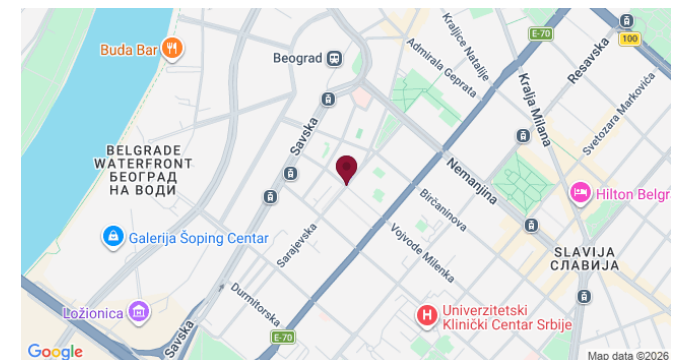 Buda Bar
Beograd
Kraljice Natalije
Admirala Geprata
E-70
100
Resavska
Kralja Milana
Svetozara Markovića
Savska
BELGRADE
WATERFRONT
БЕОГРАД
НА ВОДИ
Nemanjina
Birčaninova
Hilton Belgr
Galerija Šoping Centar
Sarajevska
Vojvode Milenka
SLAVIJA
СЛАВИЈА
Ložionica
Durmitorska
Savska
E-70
H
Univerzitetski
Klinički Centar Srbije
Google
Map data ©2026